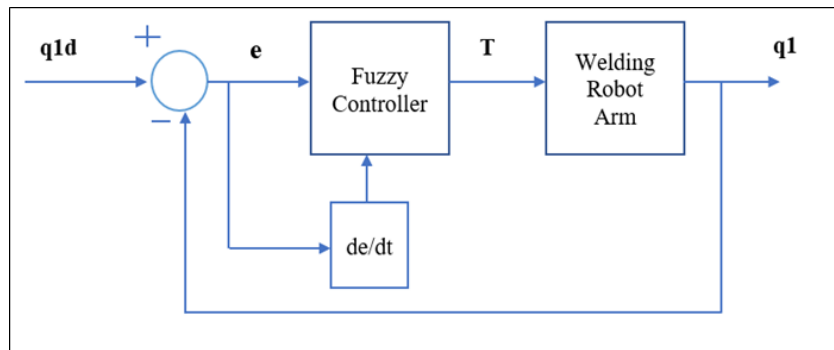 q1d
+
−
e
Fuzzy
Controller
T
Welding
Robot
Arm
q1
de/dt